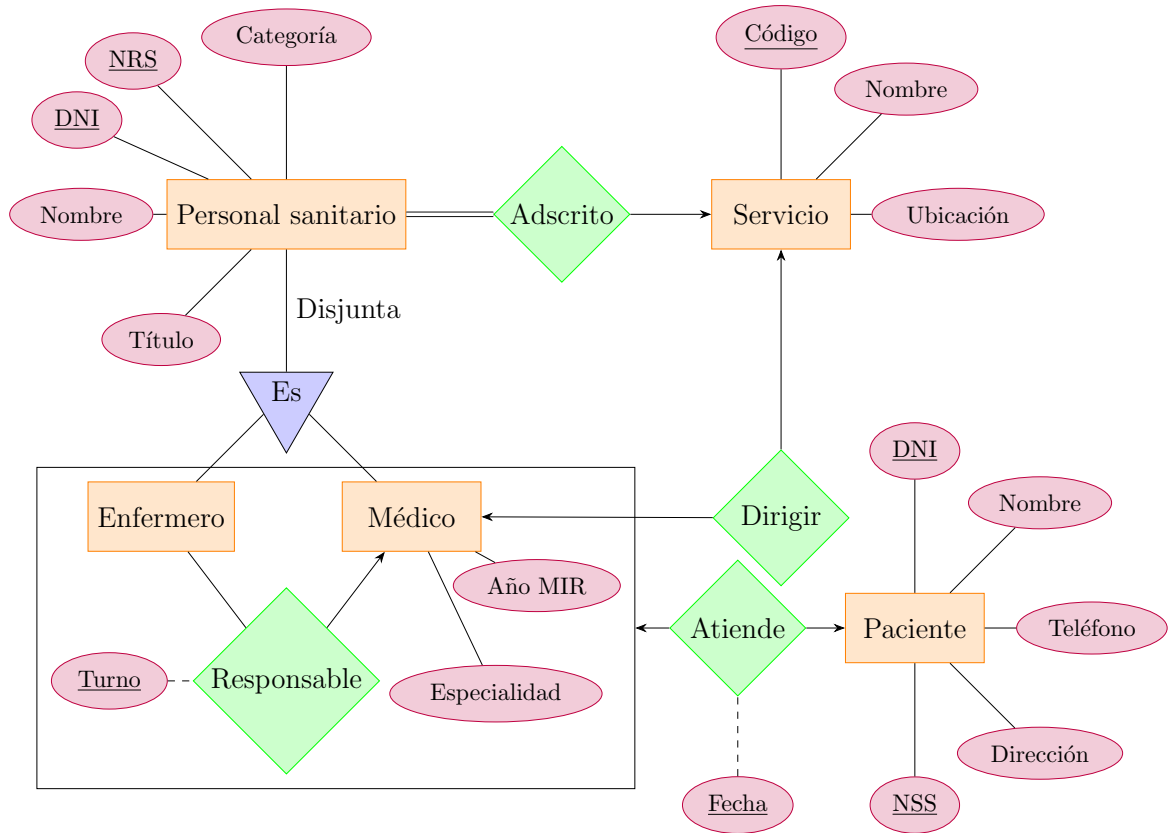 Categoría
Código
NRS
Nombre
DNI
Nombre
Personal sanitario
Adscrito
Servicio
Ubicación
Disjunta
Título
Es
DNI
Nombre
Enfermero
Médico
Dirigir
Año MIR
Atiende
Paciente
Teléfono
Turno
Responsable
Especialidad
Dirección
Fecha
NSS